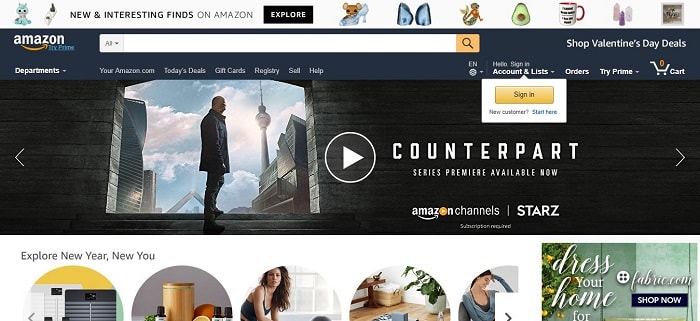 NEW & INTERESTING FINDS ON AMAZON EXPLORE
amazon
Try Prime
All
Shop Valentine's Day Deals
Departments
Your Amazon.com Today's Deals Gift Cards Registry Sell Help
EN
Hello. Sign in
Account & Lists Orders Try Prime 0 Cart
Sign in
New customer? Start here.
COUNTERPART
SERIES PREMIERE AVAILABLE NOW
amazon channels | STARZ
Subscription required
Explore New Year, New You
dress
Your
home
for
fabric.com
SHOP NOW